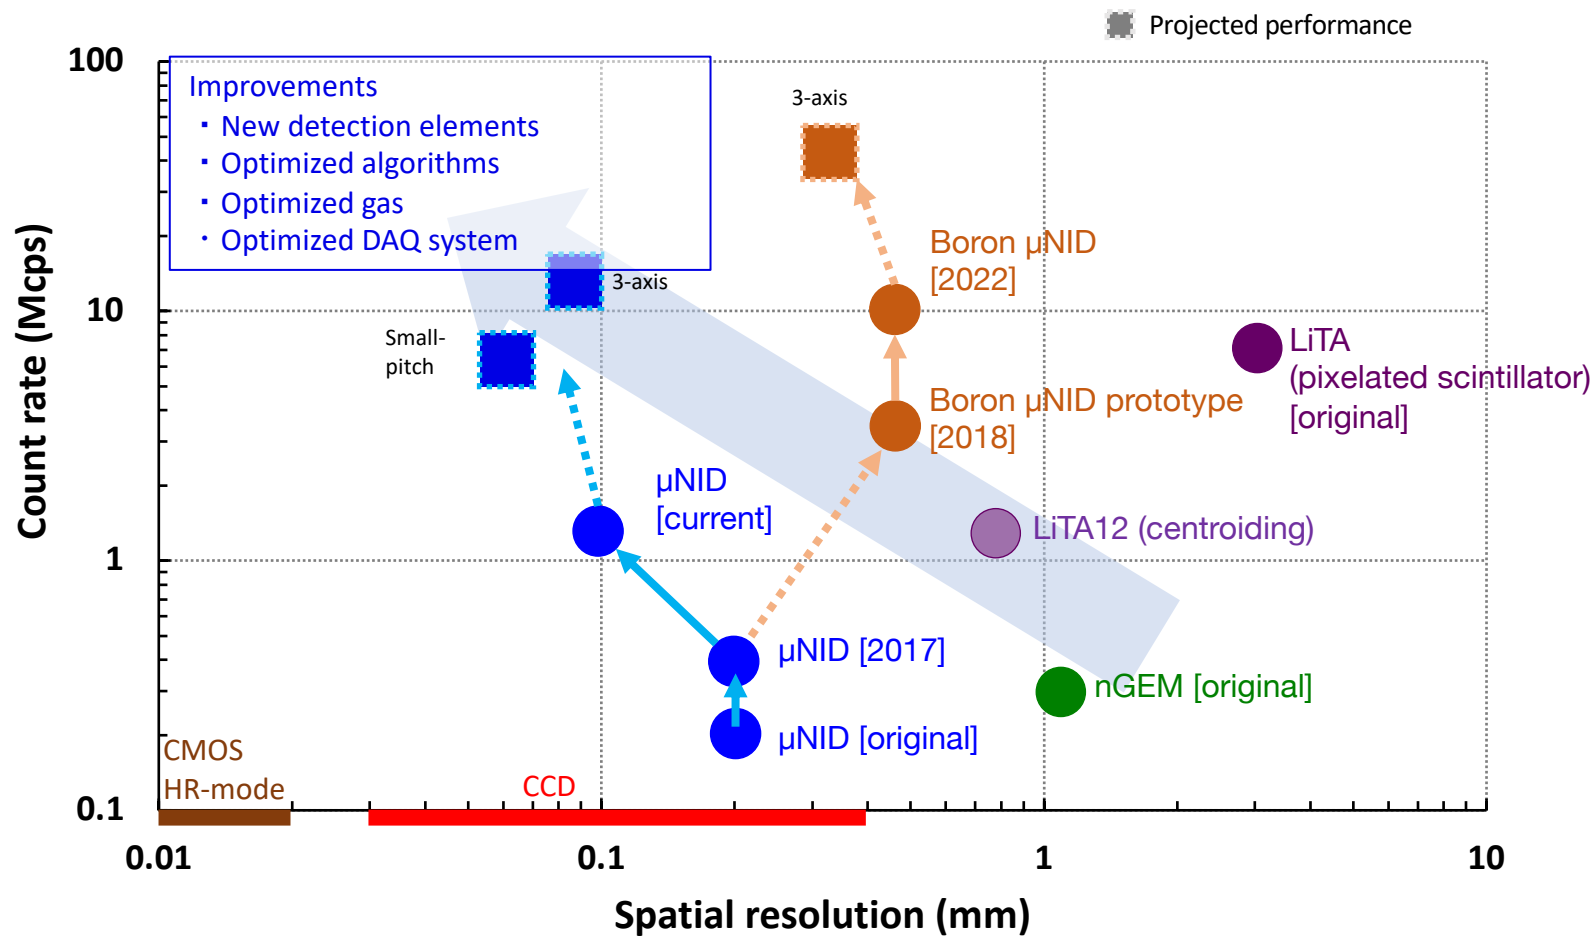 Projected performance
100
Improvements
・New detection elements
・Optimized algorithms
・Optimized gas
・Optimized DAQ system
3-axis
3-axis
Boron µNID
[2022]
10
Small-
pitch
LiTA
(pixelated scintillator)
[original]
Boron µNID prototype
[2018]
µNID
[current]
LiTA12 (centroiding)
1
µNID [2017]
nGEM [original]
µNID [original]
CMOS
HR-mode
CCD
0.1
0.01
0.1
1
10
Count rate (Mcps)
Spatial resolution (mm)